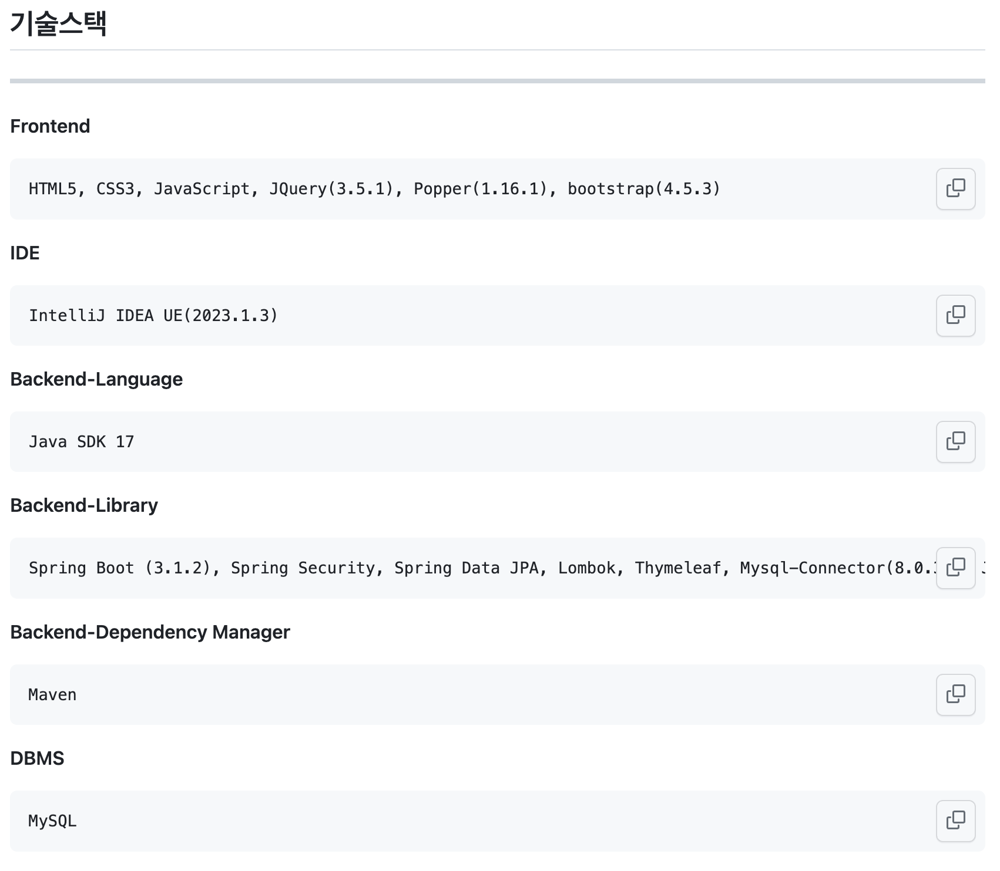 기술스택
Frontend
HTML5, CSS3, JavaScript, JQuery(3.5.1), Popper(1.16.1), bootstrap(4.5.3)
IDE
IntelliJ IDEA UE(2023.1.3)
Backend-Language
Java SDK 17
Backend-Library
Spring Boot (3.1.2), Spring Security, Spring Data JPA, Lombok, Thymeleaf, Mysql-Connector(8.0.
Backend-Dependency Manager
Maven
DBMS
MySQL